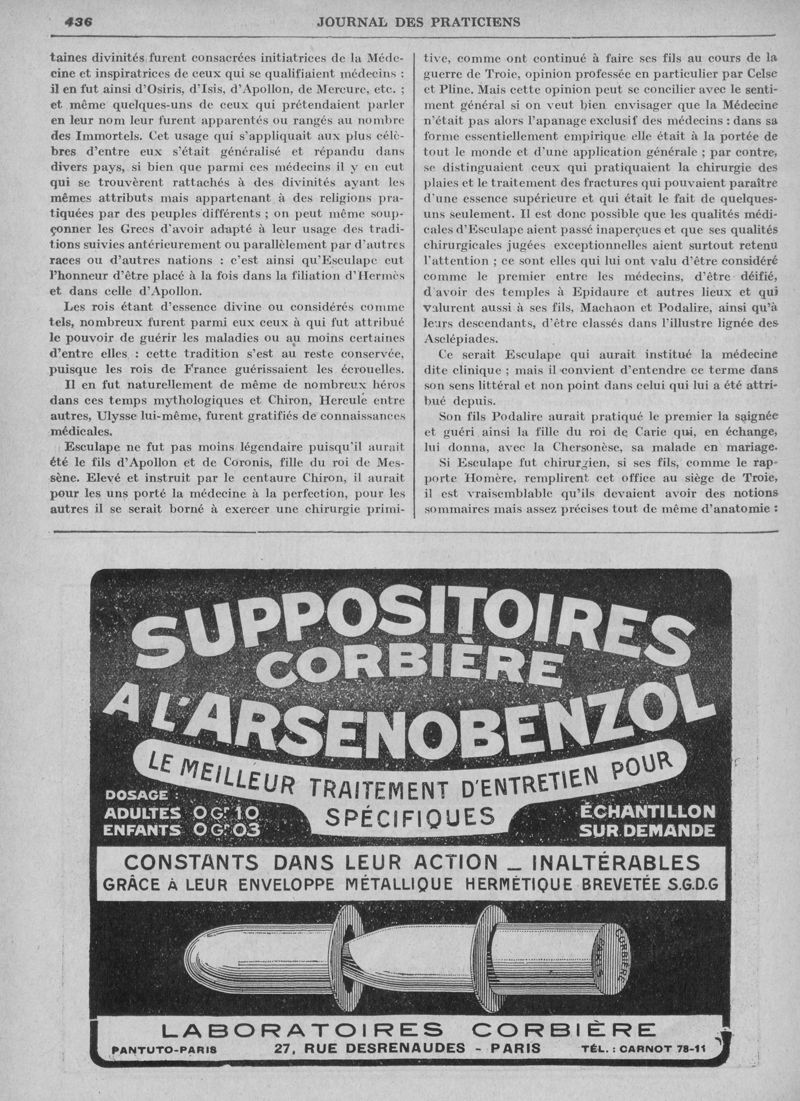 436
JOURNAL DES PRATICIENS
taines divinités furent consacrées initiatrices de la Méde-
cine et inspiratrices de ceux qui se qualifiaient médecins :
il en fut ainsi d'Osiris, d'Isis, d'Apollon, de Mercure, etc. ;
et même quelques-uns de ceux qui prétendaient parler
en leur nom leur furent apparentés ou rangés au nombre
des Immortels. Cet usage qui s'appliquait aux plus célè-
bres d'entre eux s'était généralisé et répandu dans
divers pays, si bien que parmi ces médecins il y en eut
qui se trouvèrent rattachés à des divinités ayant les
mêmes attributs mais appartenant à des religions pra-
tiquées par des peuples différents ; on peut même soup-
çonner les Grecs d'avoir adapté à leur usage des tradi-
tions suivies antérieurement ou parallèlement par d'autres
races ou d'autres nations : c'est ainsi qu'Esculape eut
l'honneur d'être placé à la fois dans la filiation d'Hermès
et dans celle d'Apollon.
Les rois étant d'essence divine ou considérés comme
tels, nombreux furent parmi eux ceux à qui fut attribué
le pouvoir de guérir les maladies ou au moins certaines
d'entre elles : cette tradition s'est au reste conservée,
puisque les rois de France guérissaient les écrouelles.
Il en fut naturellement de même de nombreux héros
dans ces temps mythologiques et Chiron, Hercule entre
autres, Ulysse lui-même, furent gratifiés de connaissances
médicales.
Esculape ne fut pas moins légendaire puisqu'il aurait
été le fils d'Apollon et de Coronis, fille du roi de Mes-
sène. Elevé et instruit par le centaure Chiron, il aurait
pour les uns porté la médecine à la perfection, pour les
autres il se serait borné à exercer une chirurgie primi-
tive, comme ont continué à faire ses fils au cours de la
guerre de Troie, opinion professée en particulier par Celse
et Pline. Mais cette opinion peut se concilier avec le senti-
ment général si on veut bien envisager que la Médecine
n'était pas alors l'apanage exclusif des médecins : dans sa
forme essentiellement empirique elle était à la portée de
tout le monde et d'une application générale ; par contre,
se distinguaient ceux qui pratiquaient la chirurgie des
plaies et le traitement des fractures qui pouvaient paraître
d'une essence supérieure et qui était le fait de quelques-
uns seulement. Il est donc possible que les qualités médi-
cales d'Esculape aient passé inaperçues et que ses qualités
chirurgicales jugées exceptionnelles aient surtout retenu
l'attention ; ce sont elles qui lui ont valu d'être considéré
comme le premier entre les médecins, d'être déifié,
d'avoir des temples à Epidaure et autres lieux et qui
valurent aussi à ses fils, Machaon et Podalire, ainsi qu'à
leurs descendants, d'être classés dans l'illustre lignée des
Asclépiades.
Ce serait Esculape qui aurait institué la médecine
dite clinique ; mais il convient d'entendre ce terme dans
son sens littéral et non point dans celui qui lui a été attri-
bué depuis.
Son fils Podalire aurait pratiqué le premier la saignée
et guéri ainsi la fille du roi de Carie qui, en échange,
lui donna, avec la Chersonèse, sa malade en mariage.
Si Esculape fut chirurgien, si ses fils, comme le rap-
porte Homère, remplirent cet office au siège de Troie,
il est vraisemblable qu'ils devaient avoir des notions
sommaires mais assez précises tout de même d'anatomie :
SUPPOSITOIRES
CORBIÈRE
A L'ARSENOBENZOL
LE MEILLEUR TRAITEMENT D'ENTRETIEN POUR
SPÉCIFIQUES
DOSAGE :
ADULTES 0 Gr 10
ENFANTS 0 Gr 03
ÉCHANTILLON
SUR DEMANDE
CONSTANTS DANS LEUR ACTION _ INALTÉRABLES
GRÂCE A LEUR ENVELOPPE MÉTALLIQUE HERMÉTIQUE BREVETÉE S.G.D.G
CORBIÈRE
PARIS
LABORATOIRES CORBIÈRE
PANTUTO-PARIS 27, RUE DESRENAUDES - PARIS TÉL. : CARNOT 78-11